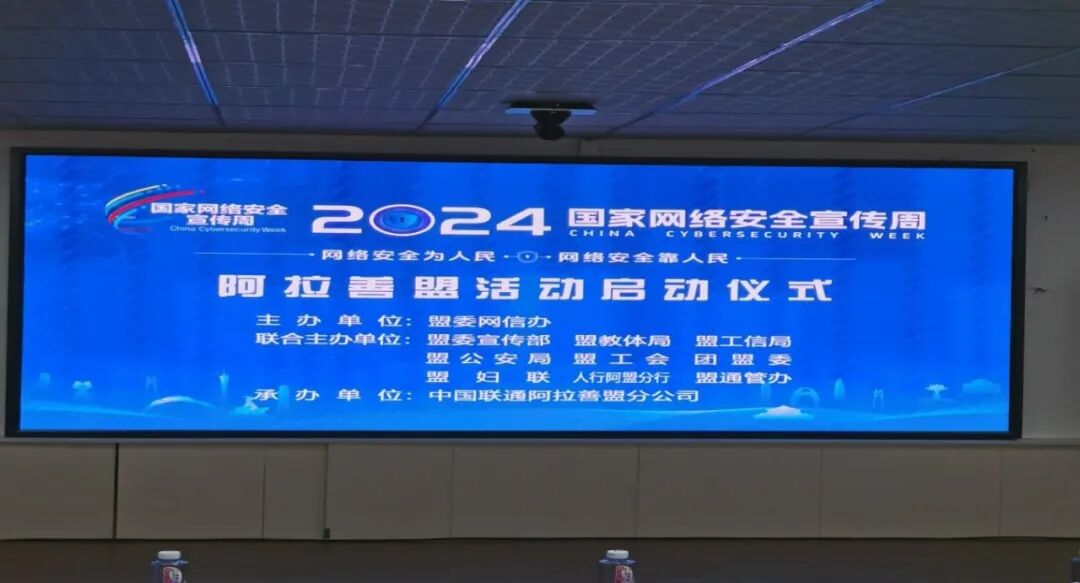 国家网络安全
宣传周
China Cybersecurity Week
2024 国家网络安全宣传周
CHINA CYBERSECURITY WEEK
网络安全为人民 网络安全靠人民
阿拉善盟活动启动仪式
主办单位：盟委网信办
联合主办单位：盟委宣传部 盟教体局 盟工信局
盟公安局 盟工会 团盟委
盟妇联 人行阿盟分行 盟通管办
承办单位：中国联通阿拉善盟分公司